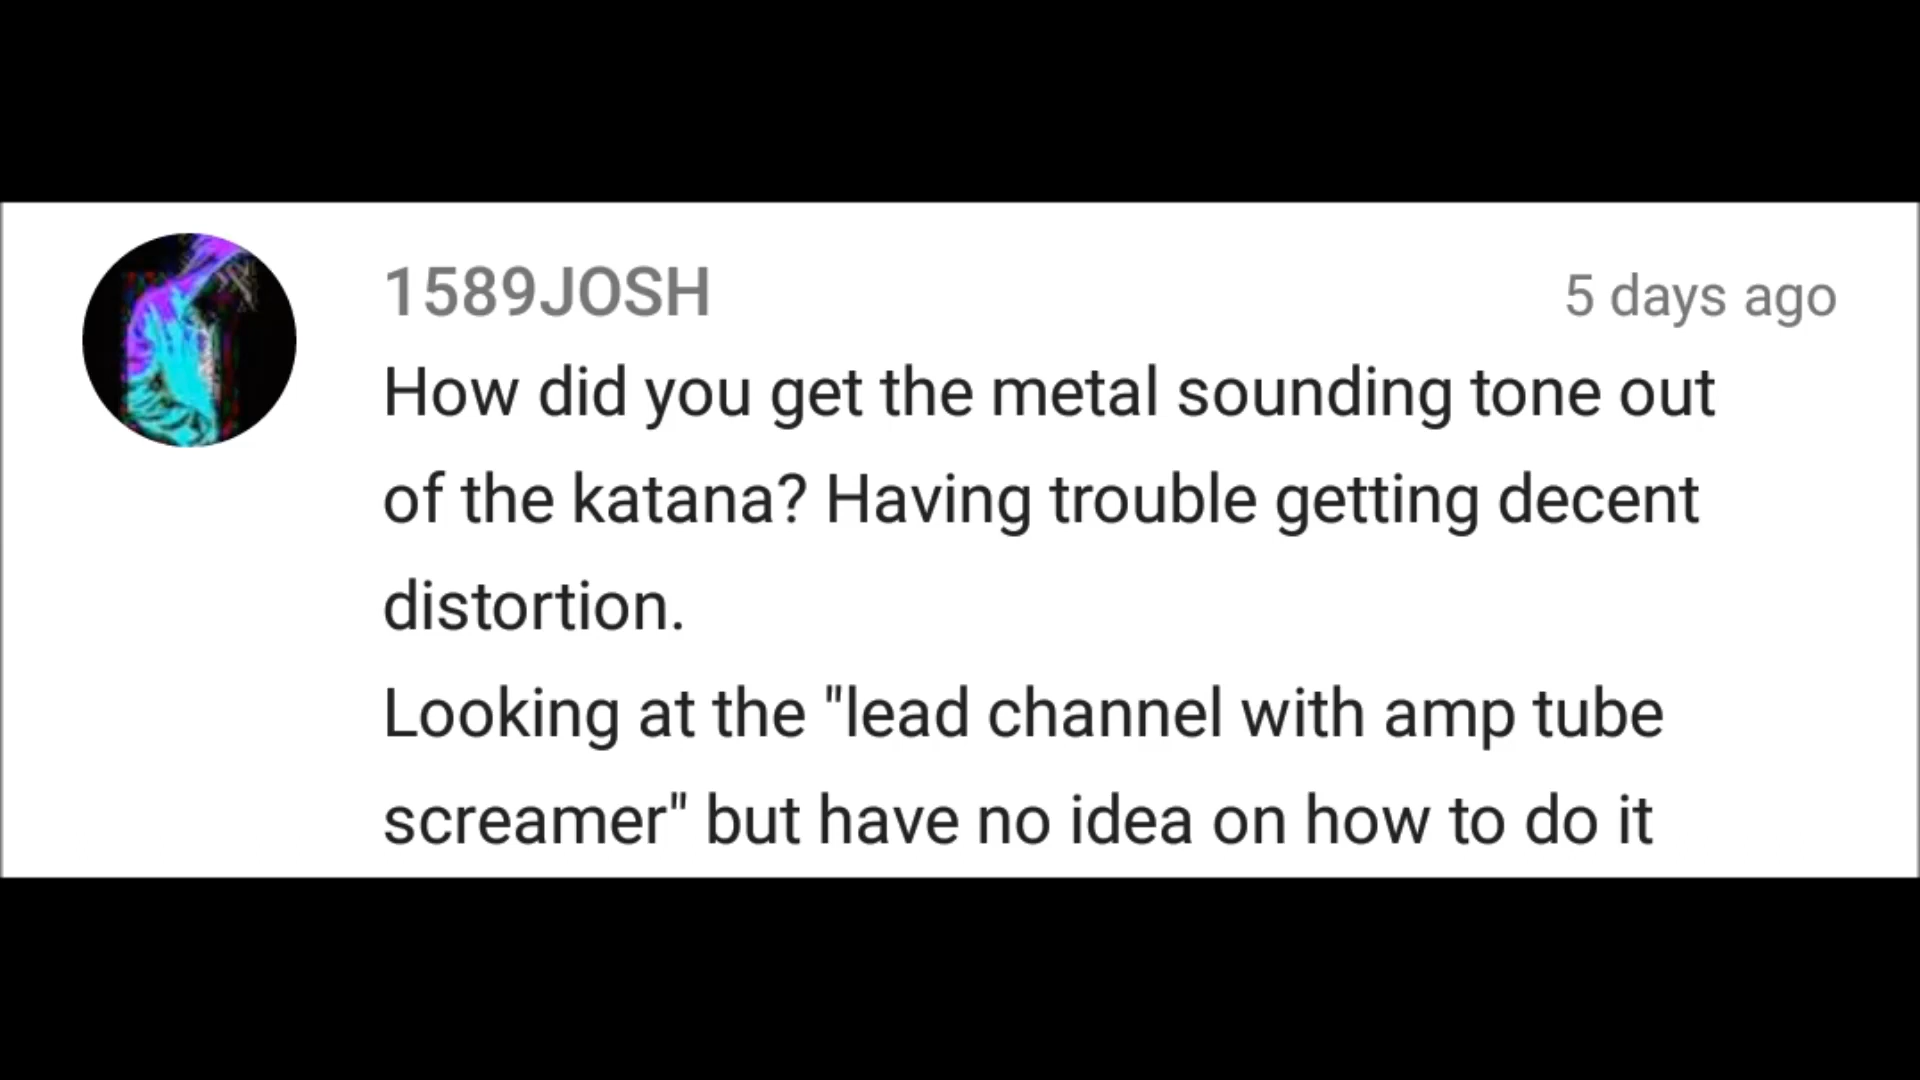 1589JOSH
5 days ago
How did you get the metal sounding tone out
of the katana? Having trouble getting decent
distortion.
Looking at the "lead channel with amp tube
screamer" but have no idea on how to do it